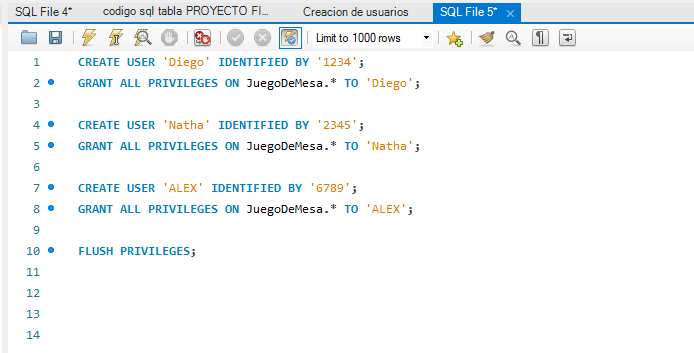 SQL File 4*
codigo sql tabla PROYECTO FI...
Creacion de usuarios
SQL File 5*
Limit to 1000 rows
1 CREATE USER 'Diego' IDENTIFIED BY '1234';
2 GRANT ALL PRIVILEGES ON JuegoDeMesa.* TO 'Diego';
3
4 CREATE USER 'Natha' IDENTIFIED BY '2345';
5 GRANT ALL PRIVILEGES ON JuegoDeMesa.* TO 'Natha';
6
7 CREATE USER 'ALEX' IDENTIFIED BY '6789';
8 GRANT ALL PRIVILEGES ON JuegoDeMesa.* TO 'ALEX';
9
10 FLUSH PRIVILEGES;
11
12
13
14